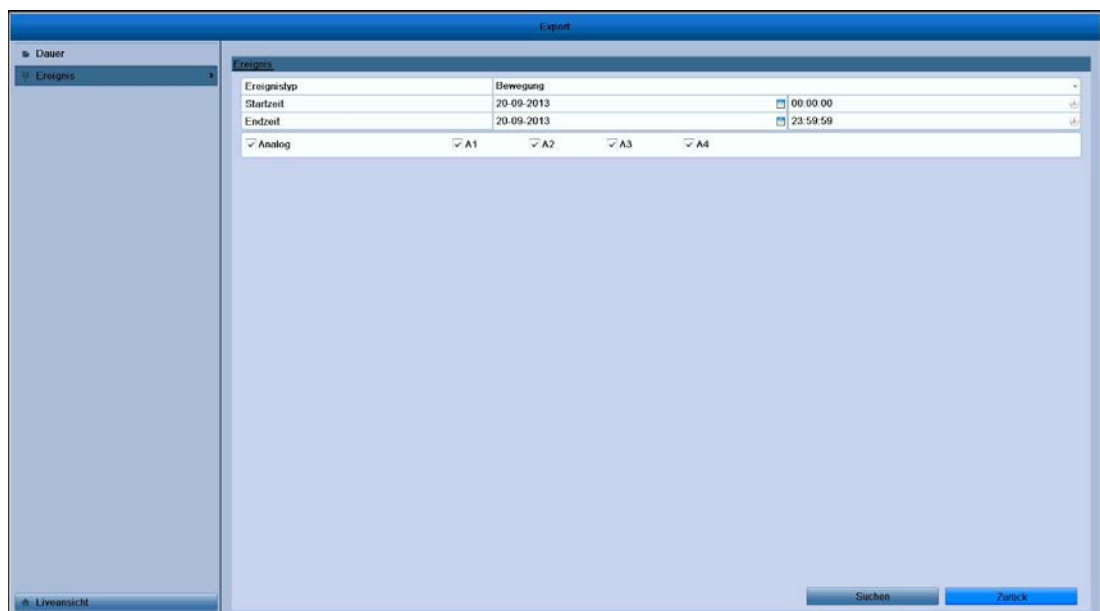 Export
Dauer
Ereignis
Ereignis
Ereignistyp Bewegung
Startzeit 20-09-2013 00:00:00
Endzeit 20-09-2013 23:59:59
Analog A1 A2 A3 A4
Suchen Zurück
Liveansicht